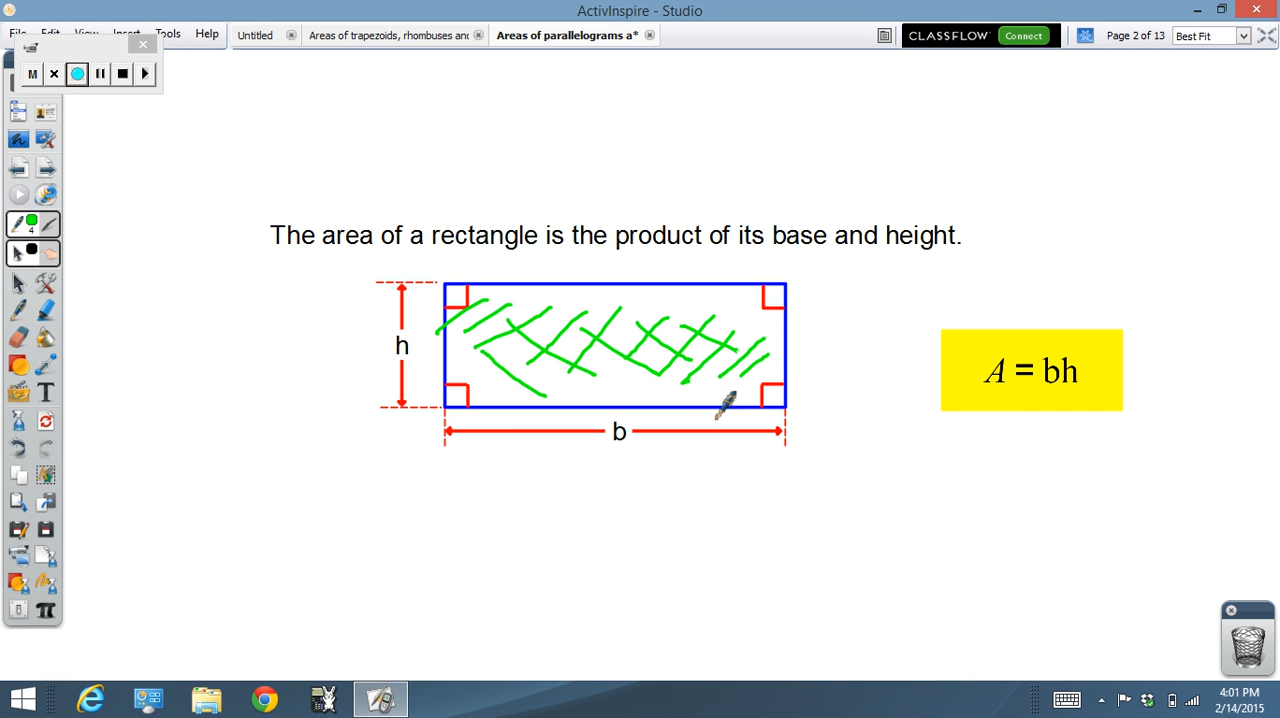 ActivInspire - Studio
File Edit View Insert Tools Help
Untitled
Areas of trapezoids, rhombuses and
Areas of parallelograms a*
CLASSFLOW
Connect
Page 2 of 13
Best Fit
M
4
T
The area of a rectangle is the product of its base and height.
h
A = bh
b
4:01 PM
2/14/2015